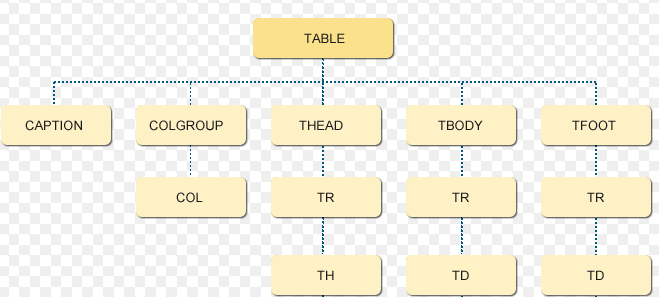 TABLE
CAPTION COLGROUP THEAD TBODY TFOOT
COL TR TR TR
TH TD TD